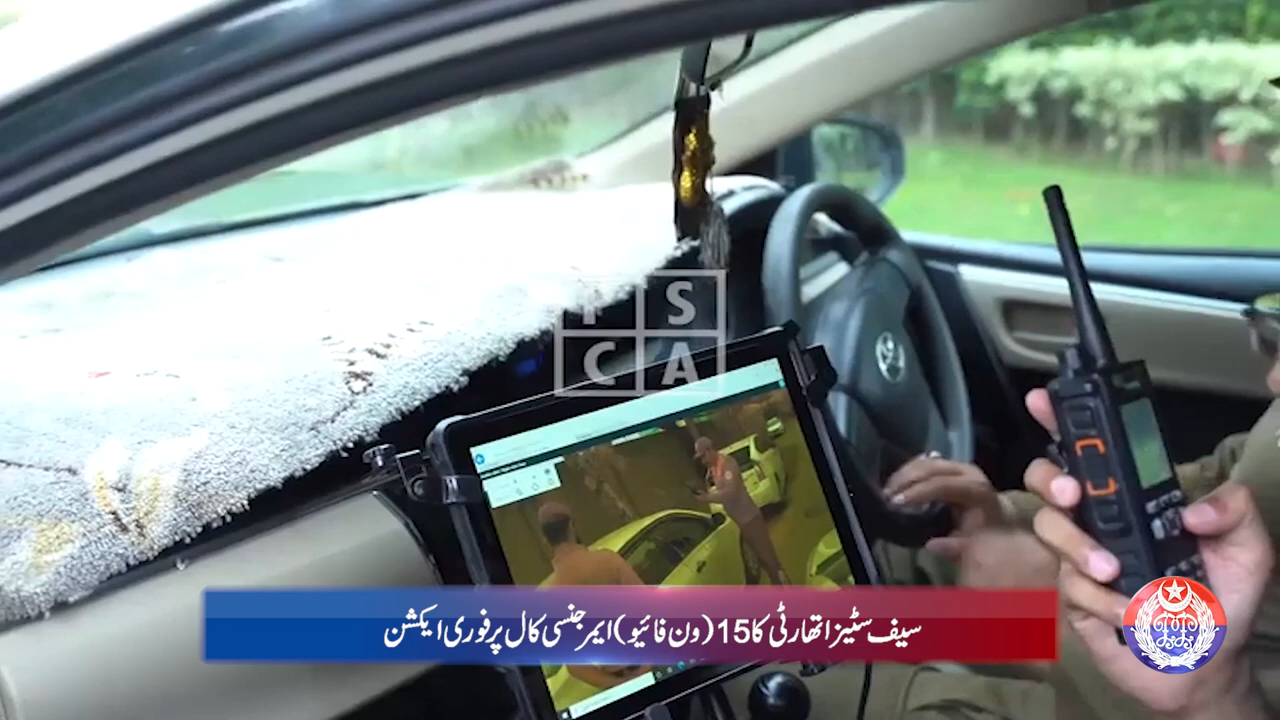 PSCA
سیف سٹیز اتھارٹی کا 15 (ون فائیو) ایمرجنسی کال پر فوری ایکشن